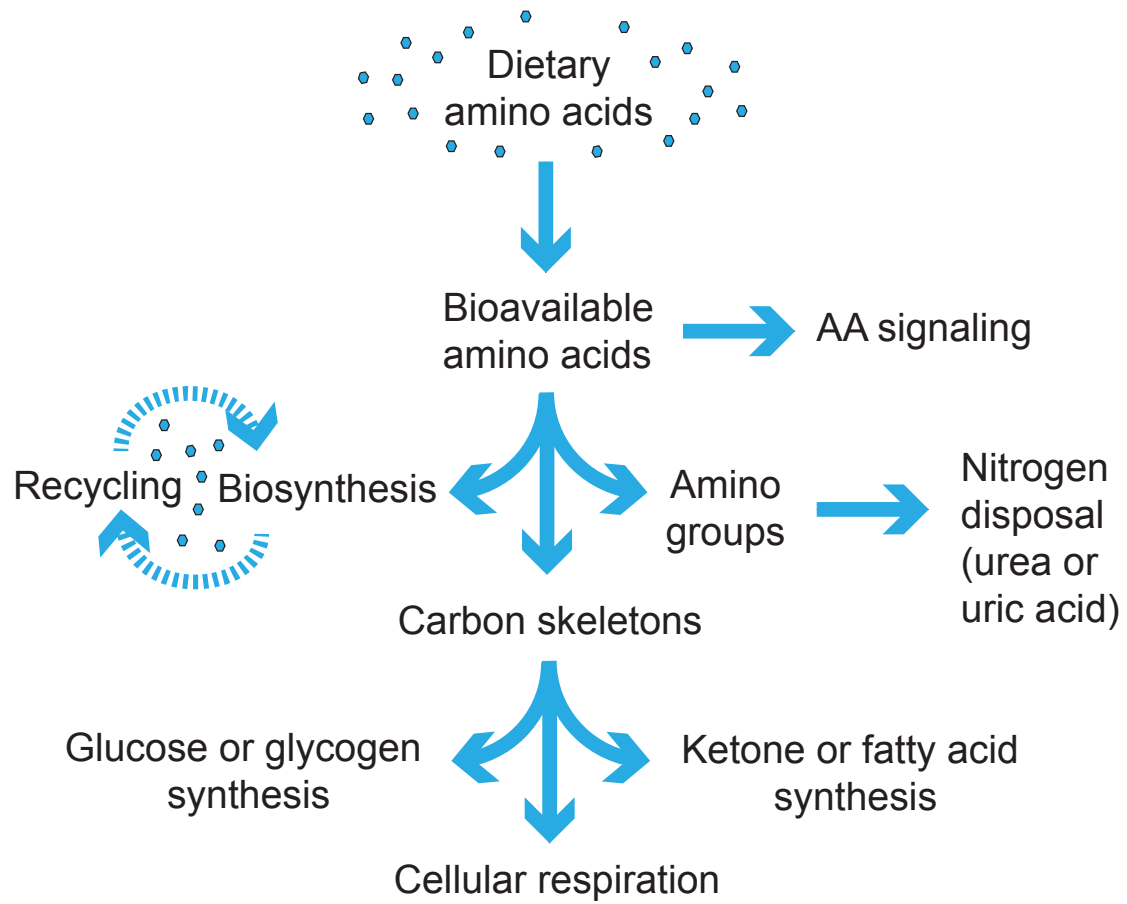 Dietary
amino acids
Bioavailable
amino acids
AA signaling
Recycling
Biosynthesis
Amino
groups
Nitrogen
disposal
(urea or
uric acid)
Carbon skeletons
Glucose or glycogen
synthesis
Ketone or fatty acid
synthesis
Cellular respiration